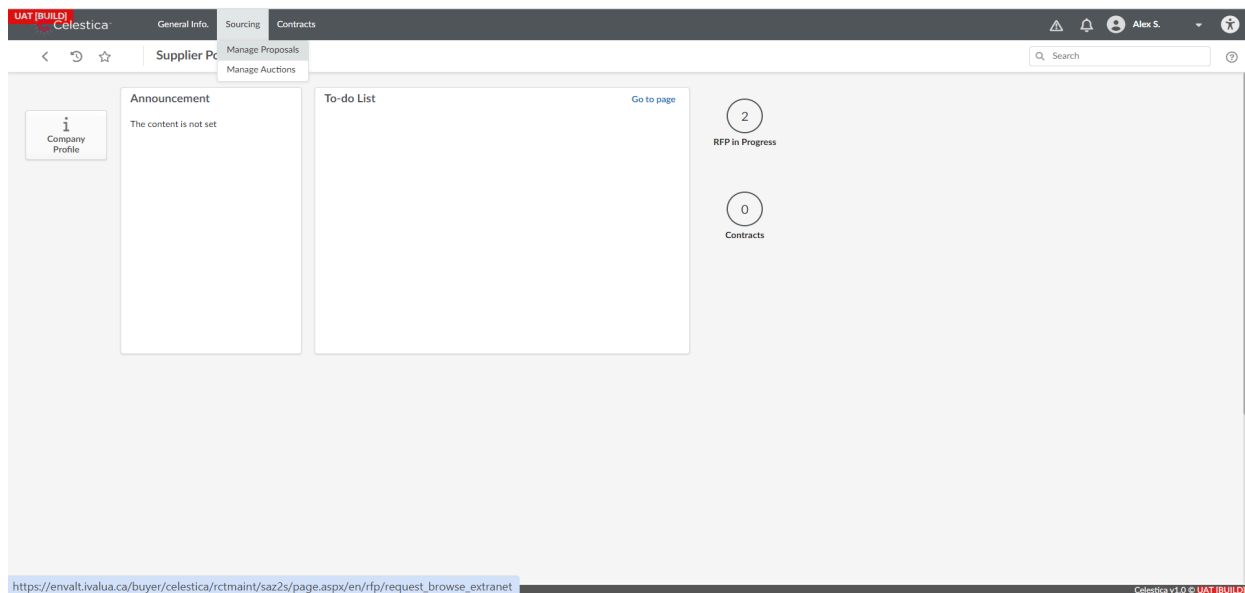 UAT [BUILD]
Celestica General Info. Sourcing Contracts Alex S.
Supplier Po Manage Proposals Search
Manage Auctions
Announcement To-do List Go to page
The content is not set
i
Company
Profile
2
RFP in Progress
0
Contracts
https://envalt.ivalua.ca/buyer/celestica/rctmaint/saz2s/page.aspx/en/rfp/request_browse_extranet
Celestica v1.0 © UAT [BUILD]